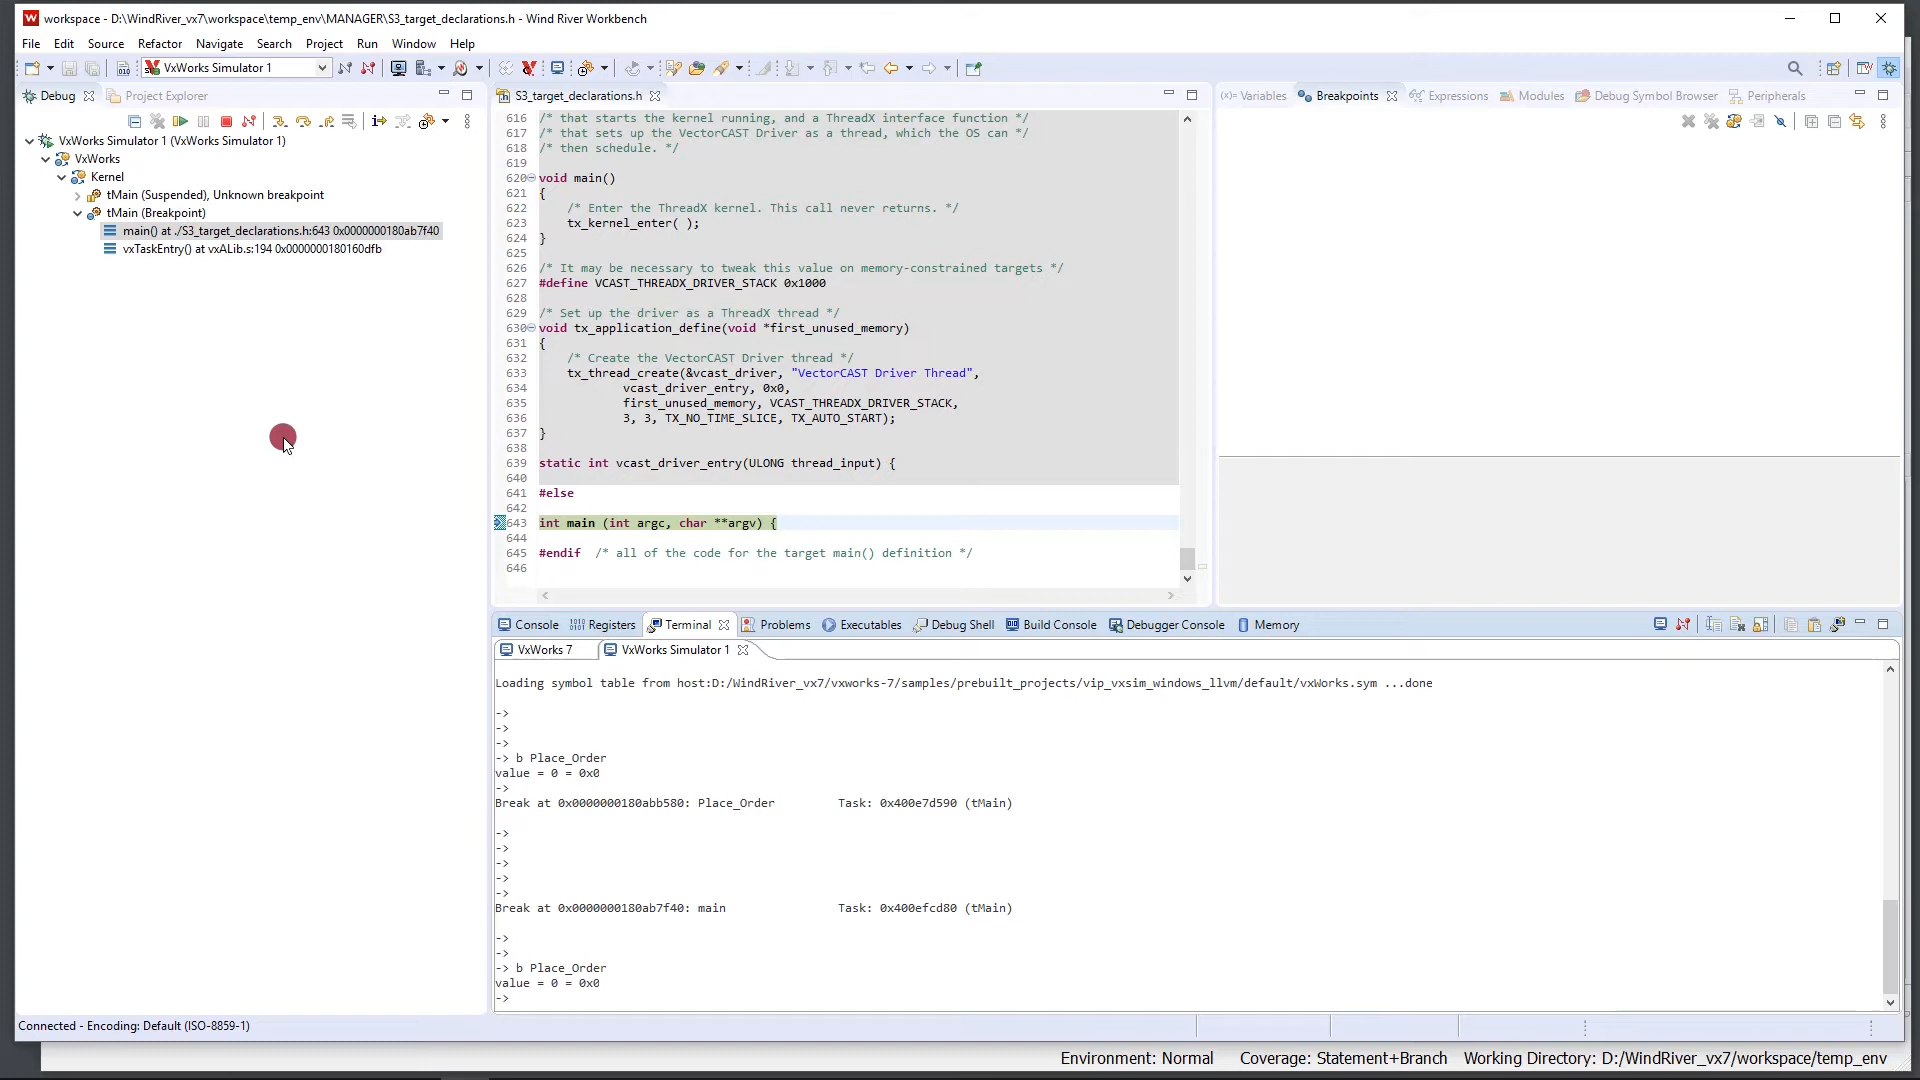 workspace - D:\WindRiver_vx7\workspace\temp_env\MANAGER\S3_target_declarations.h - Wind River Workbench
File Edit Source Refactor Navigate Search Project Run Window Help
VxWorks Simulator 1
Debug Project Explorer
VxWorks Simulator 1 (VxWorks Simulator 1)
VxWorks
Kernel
tMain (Suspended), Unknown breakpoint
tMain (Breakpoint)
main() at ./S3_target_declarations.h:643 0x0000000180ab7f40
vxTaskEntry() at vxALib.s:194 0x0000000180160dfb
S3_target_declarations.h
616 /* that starts the kernel running, and a ThreadX interface function */
617 /* that sets up the VectorCAST Driver as a thread, which the OS can */
618 /* then schedule. */
619
620 void main()
621 {
622 /* Enter the ThreadX kernel. This call never returns. */
623 tx_kernel_enter( );
624 }
625
626 /* It may be necessary to tweak this value on memory-constrained targets */
627 #define VCAST_THREADX_DRIVER_STACK 0x1000
628
629 /* Set up the driver as a ThreadX thread */
630 void tx_application_define(void *first_unused_memory)
631 {
632 /* Create the VectorCAST Driver thread */
633 tx_thread_create(&vcast_driver, "VectorCAST Driver Thread",
634 vcast_driver_entry, 0x0,
635 first_unused_memory, VCAST_THREADX_DRIVER_STACK,
636 3, 3, TX_NO_TIME_SLICE, TX_AUTO_START);
637 }
638
639 static int vcast_driver_entry(ULONG thread_input) {
640
641 #else
642
643 int main (int argc, char **argv) {
644
645 #endif /* all of the code for the target main() definition */
646
(x)= Variables Breakpoints Expressions Modules Debug Symbol Browser Peripherals
Console Registers Terminal Problems Executables Debug Shell Build Console Debugger Console Memory
VxWorks 7 VxWorks Simulator 1
Loading symbol table from host:D:/WindRiver_vx7/vxworks-7/samples/prebuilt_projects/vip_vxsim_windows_llvm/default/vxWorks.sym ...done
->
->
->
-> b Place_Order
value = 0 = 0x0
->
Break at 0x0000000180abb580: Place_Order Task: 0x400e7d590 (tMain)
->
->
->
->
->
Break at 0x0000000180ab7f40: main Task: 0x400efcd80 (tMain)
->
->
-> b Place_Order
value = 0 = 0x0
->
Connected - Encoding: Default (ISO-8859-1)
Environment: Normal Coverage: Statement+Branch Working Directory: D:/WindRiver_vx7/workspace/temp_env